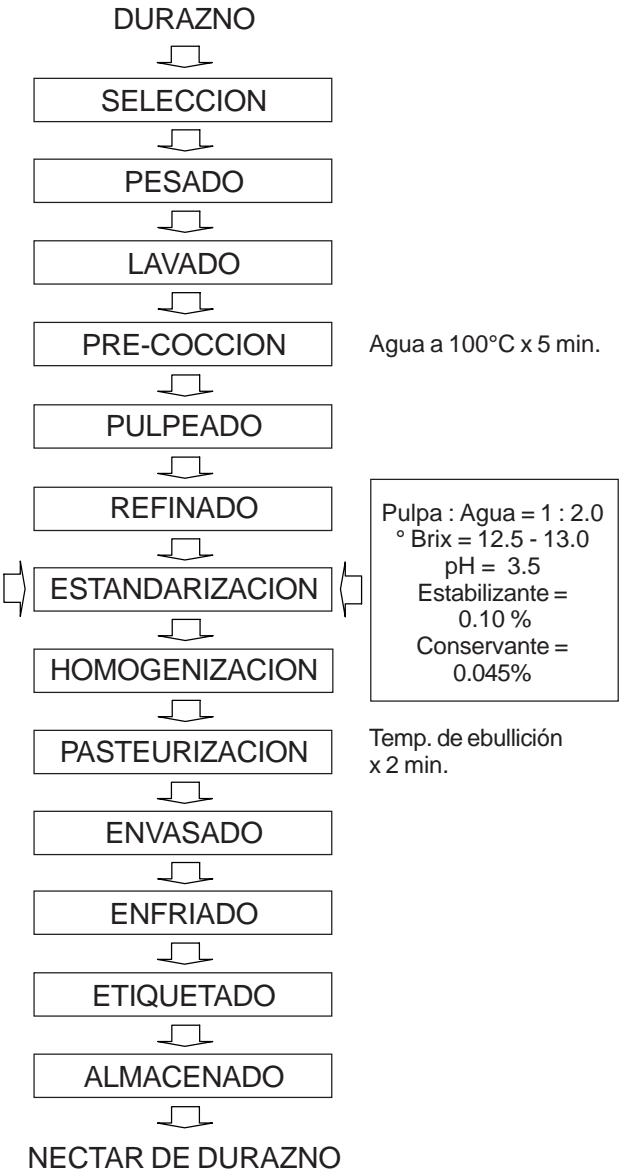 DURAZNO
SELECCION
PESADO
LAVADO
PRE-COCCION
Agua a 100°C x 5 min.
PULPEADO
REFINADO
ESTANDARIZACION
Pulpa : Agua = 1 : 2.0
° Brix = 12.5 - 13.0
pH = 3.5
Estabilizante =
0.10 %
Conservante =
0.045%
HOMOGENIZACION
PASTEURIZACION
Temp. de ebullición
x 2 min.
ENVASADO
ENFRIADO
ETIQUETADO
ALMACENADO
NECTAR DE DURAZNO